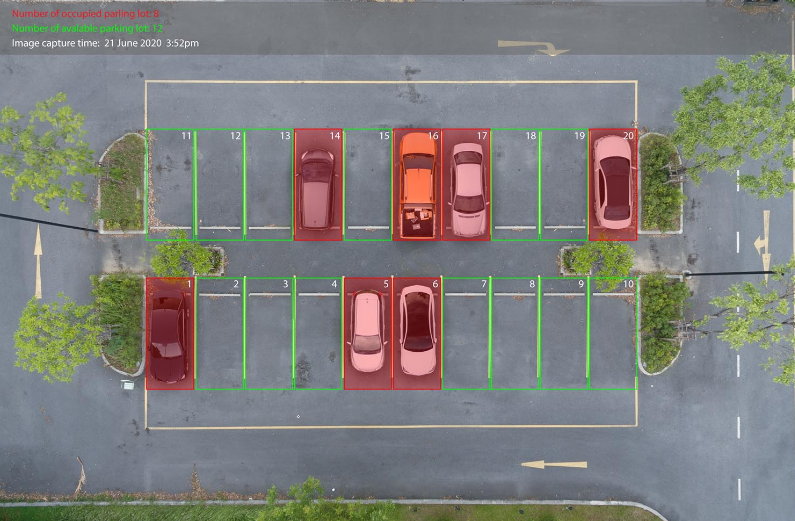 Number of occupied parling lot: 8
Number of avalable parking lot: 12
Image capture time: 21 June 2020 3:52pm
11 12 13 14 15 16 17 18 19 20
1 2 3 4 5 6 7 8 9 10